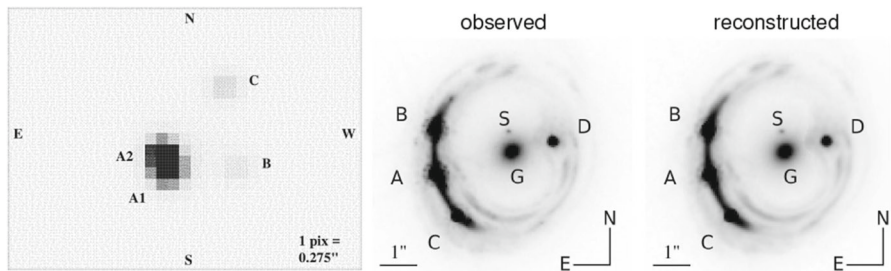 N
C
E
W
A2
B
A1
1 pix =
0.275"
S
observed
B
S
D
A
G
C
N
1"
E
reconstructed
B
S
D
A
G
C
N
1"
E